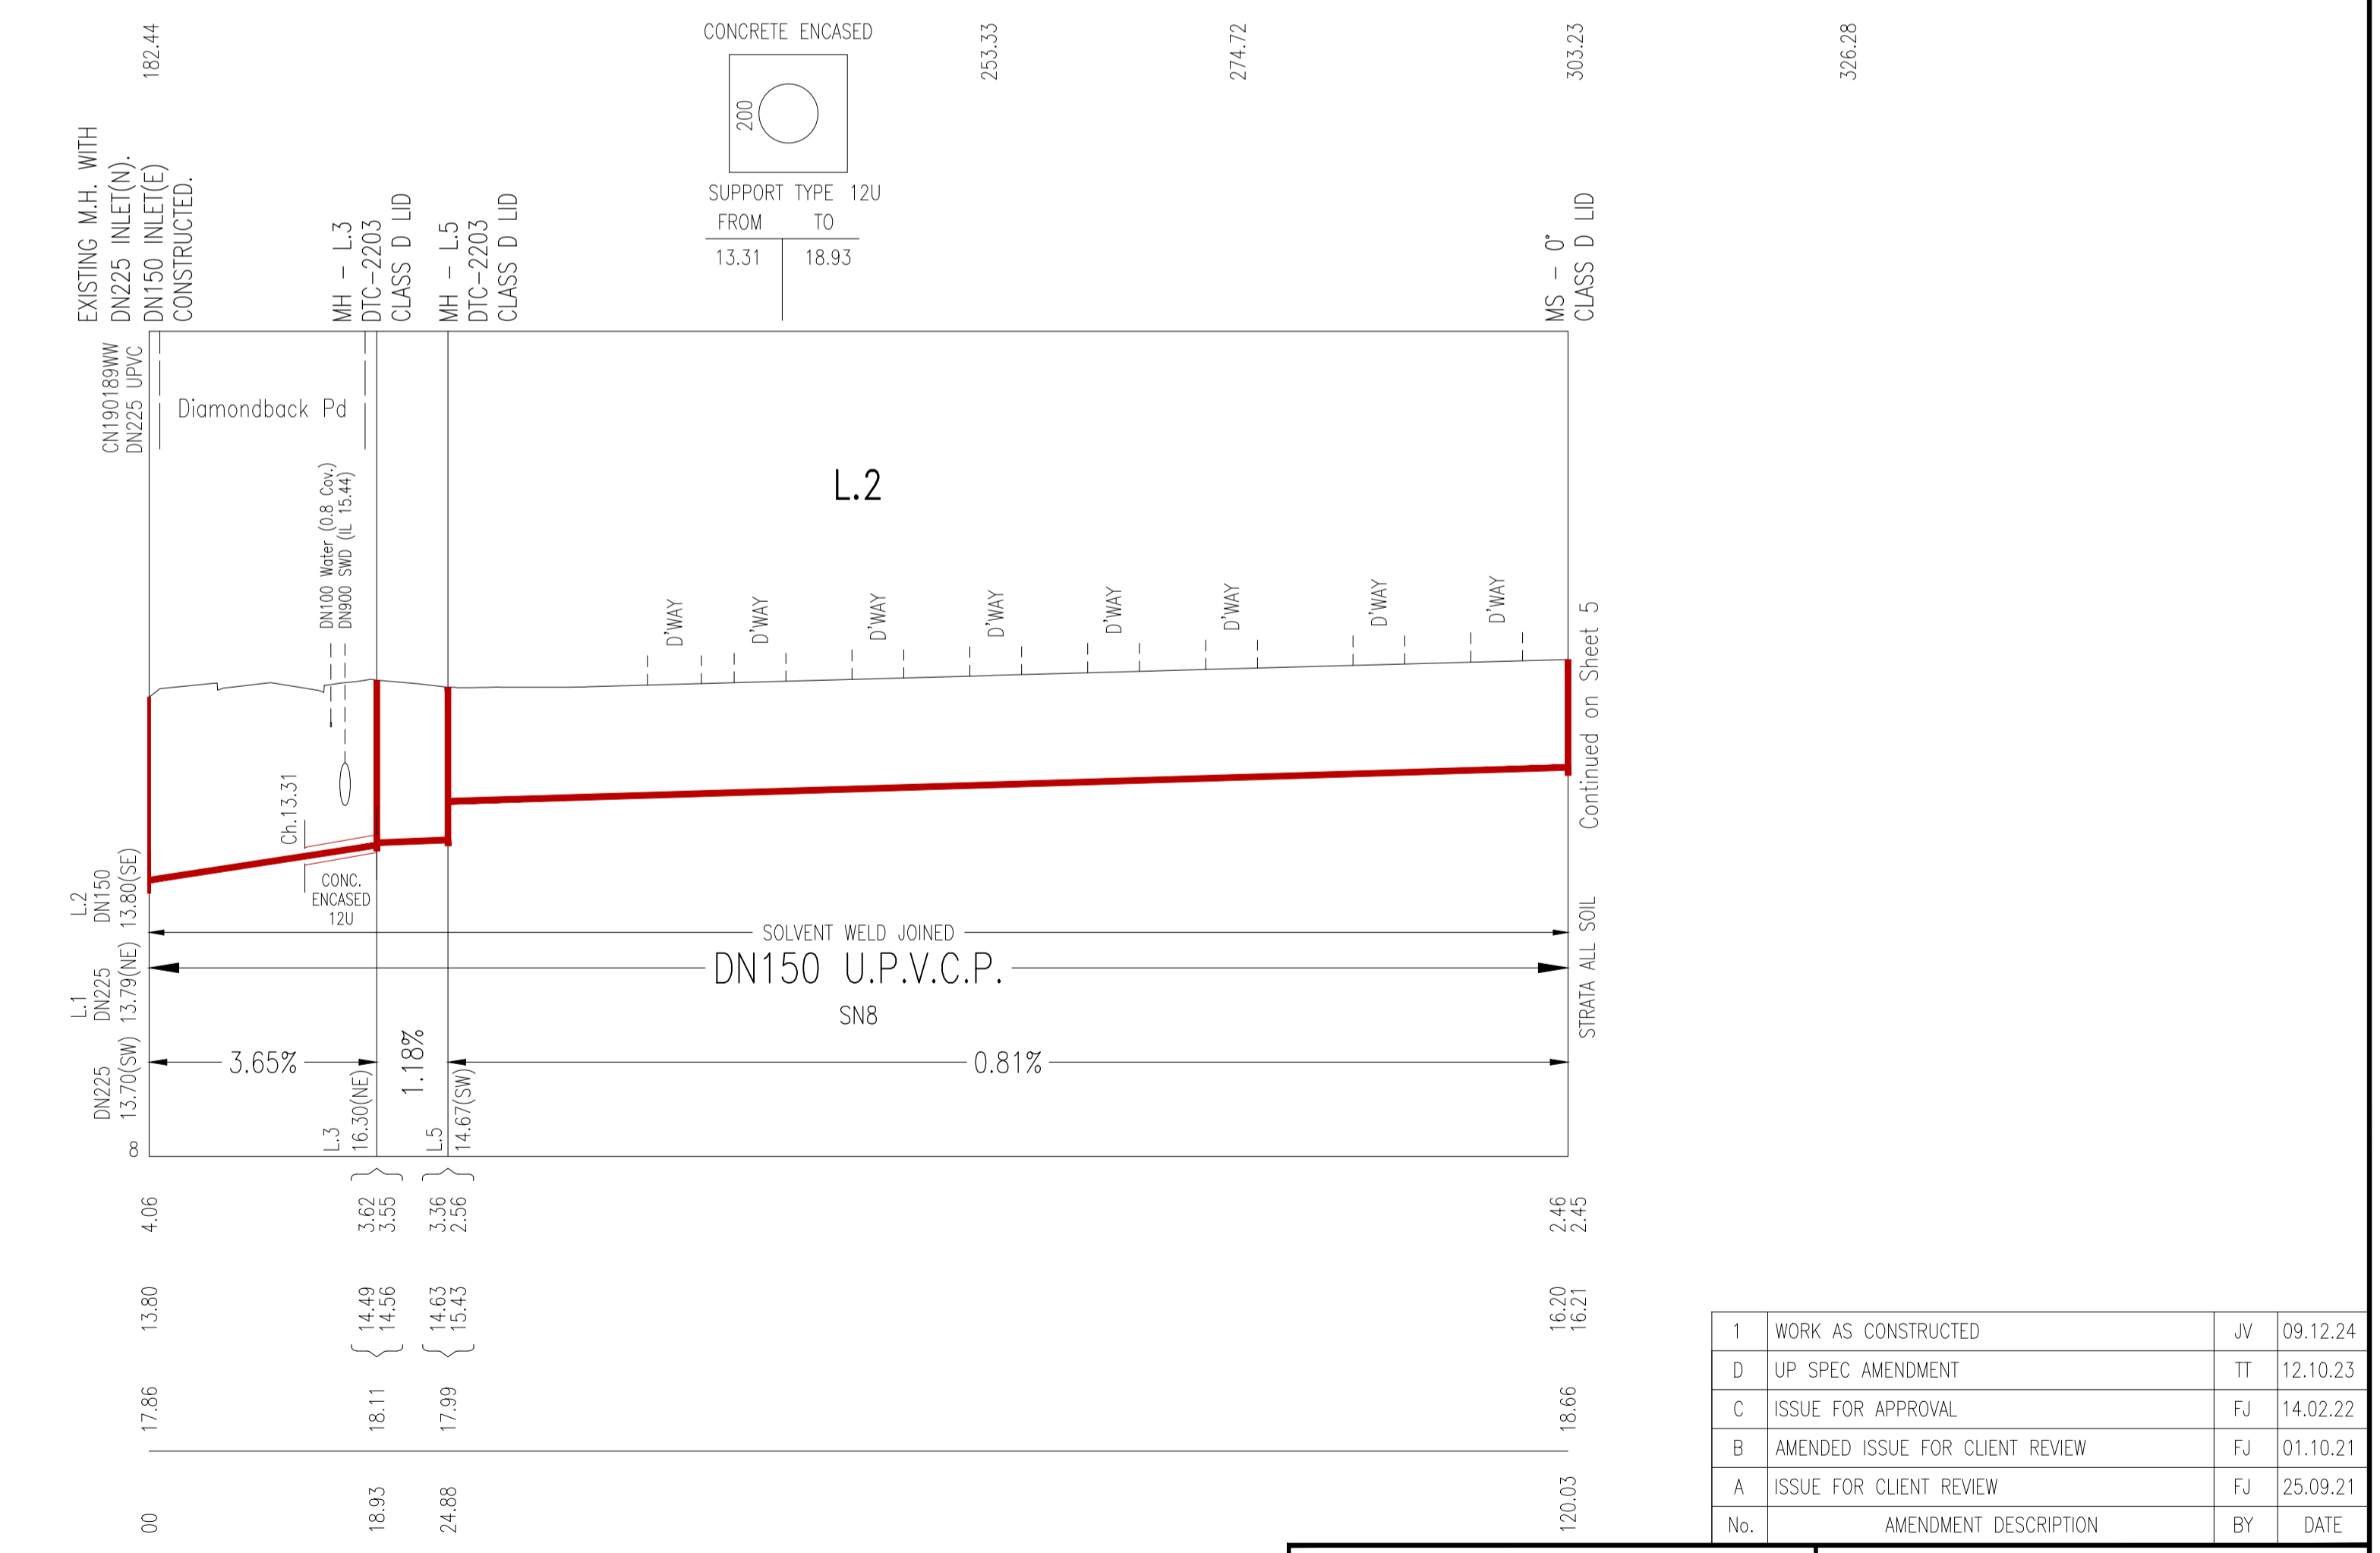 182.44
253.33
274.72
303.23
326.28
CONCRETE ENCASED
200
SUPPORT TYPE 12U
FROM TO
13.31 18.93
EXISTING M.H. WITH
DN225 INLET(N).
DN150 INLET(E)
CONSTRUCTED.
MH - L.3
DTC-2203
CLASS D LID
MH - L.5
DTC-2203
CLASS D LID
MS - 0°
CLASS D LID
CN190189WW
DN225 UPVC
Diamondback Pd
DN100 Water (0.8 Cov.)
DN900 SWD (IL 15.44)
L.2
D'WAY
D'WAY
D'WAY
D'WAY
D'WAY
D'WAY
D'WAY
D'WAY
Continued on Sheet 5
Ch.13.31
CONC.
ENCASED
12U
L.2
DN150
13.80(SE)
L.1
DN225
13.79(NE)
DN225
13.70(SW)
SOLVENT WELD JOINED
DN150 U.P.V.C.P.
SN8
STRATA ALL SOIL
3.65%
1.18%
0.81%
L.3
16.30(NE)
L.5
14.67(SW)
8
4.06
3.62
3.55
3.36
2.56
2.46
2.45
13.80
14.49
14.56
14.63
15.43
16.20
16.21
17.86
18.11
17.99
18.66
00
18.93
24.88
120.03
1 WORK AS CONSTRUCTED JV 09.12.24
D UP SPEC AMENDMENT TT 12.10.23
C ISSUE FOR APPROVAL FJ 14.02.22
B AMENDED ISSUE FOR CLIENT REVIEW FJ 01.10.21
A ISSUE FOR CLIENT REVIEW FJ 25.09.21
No. AMENDMENT DESCRIPTION BY DATE